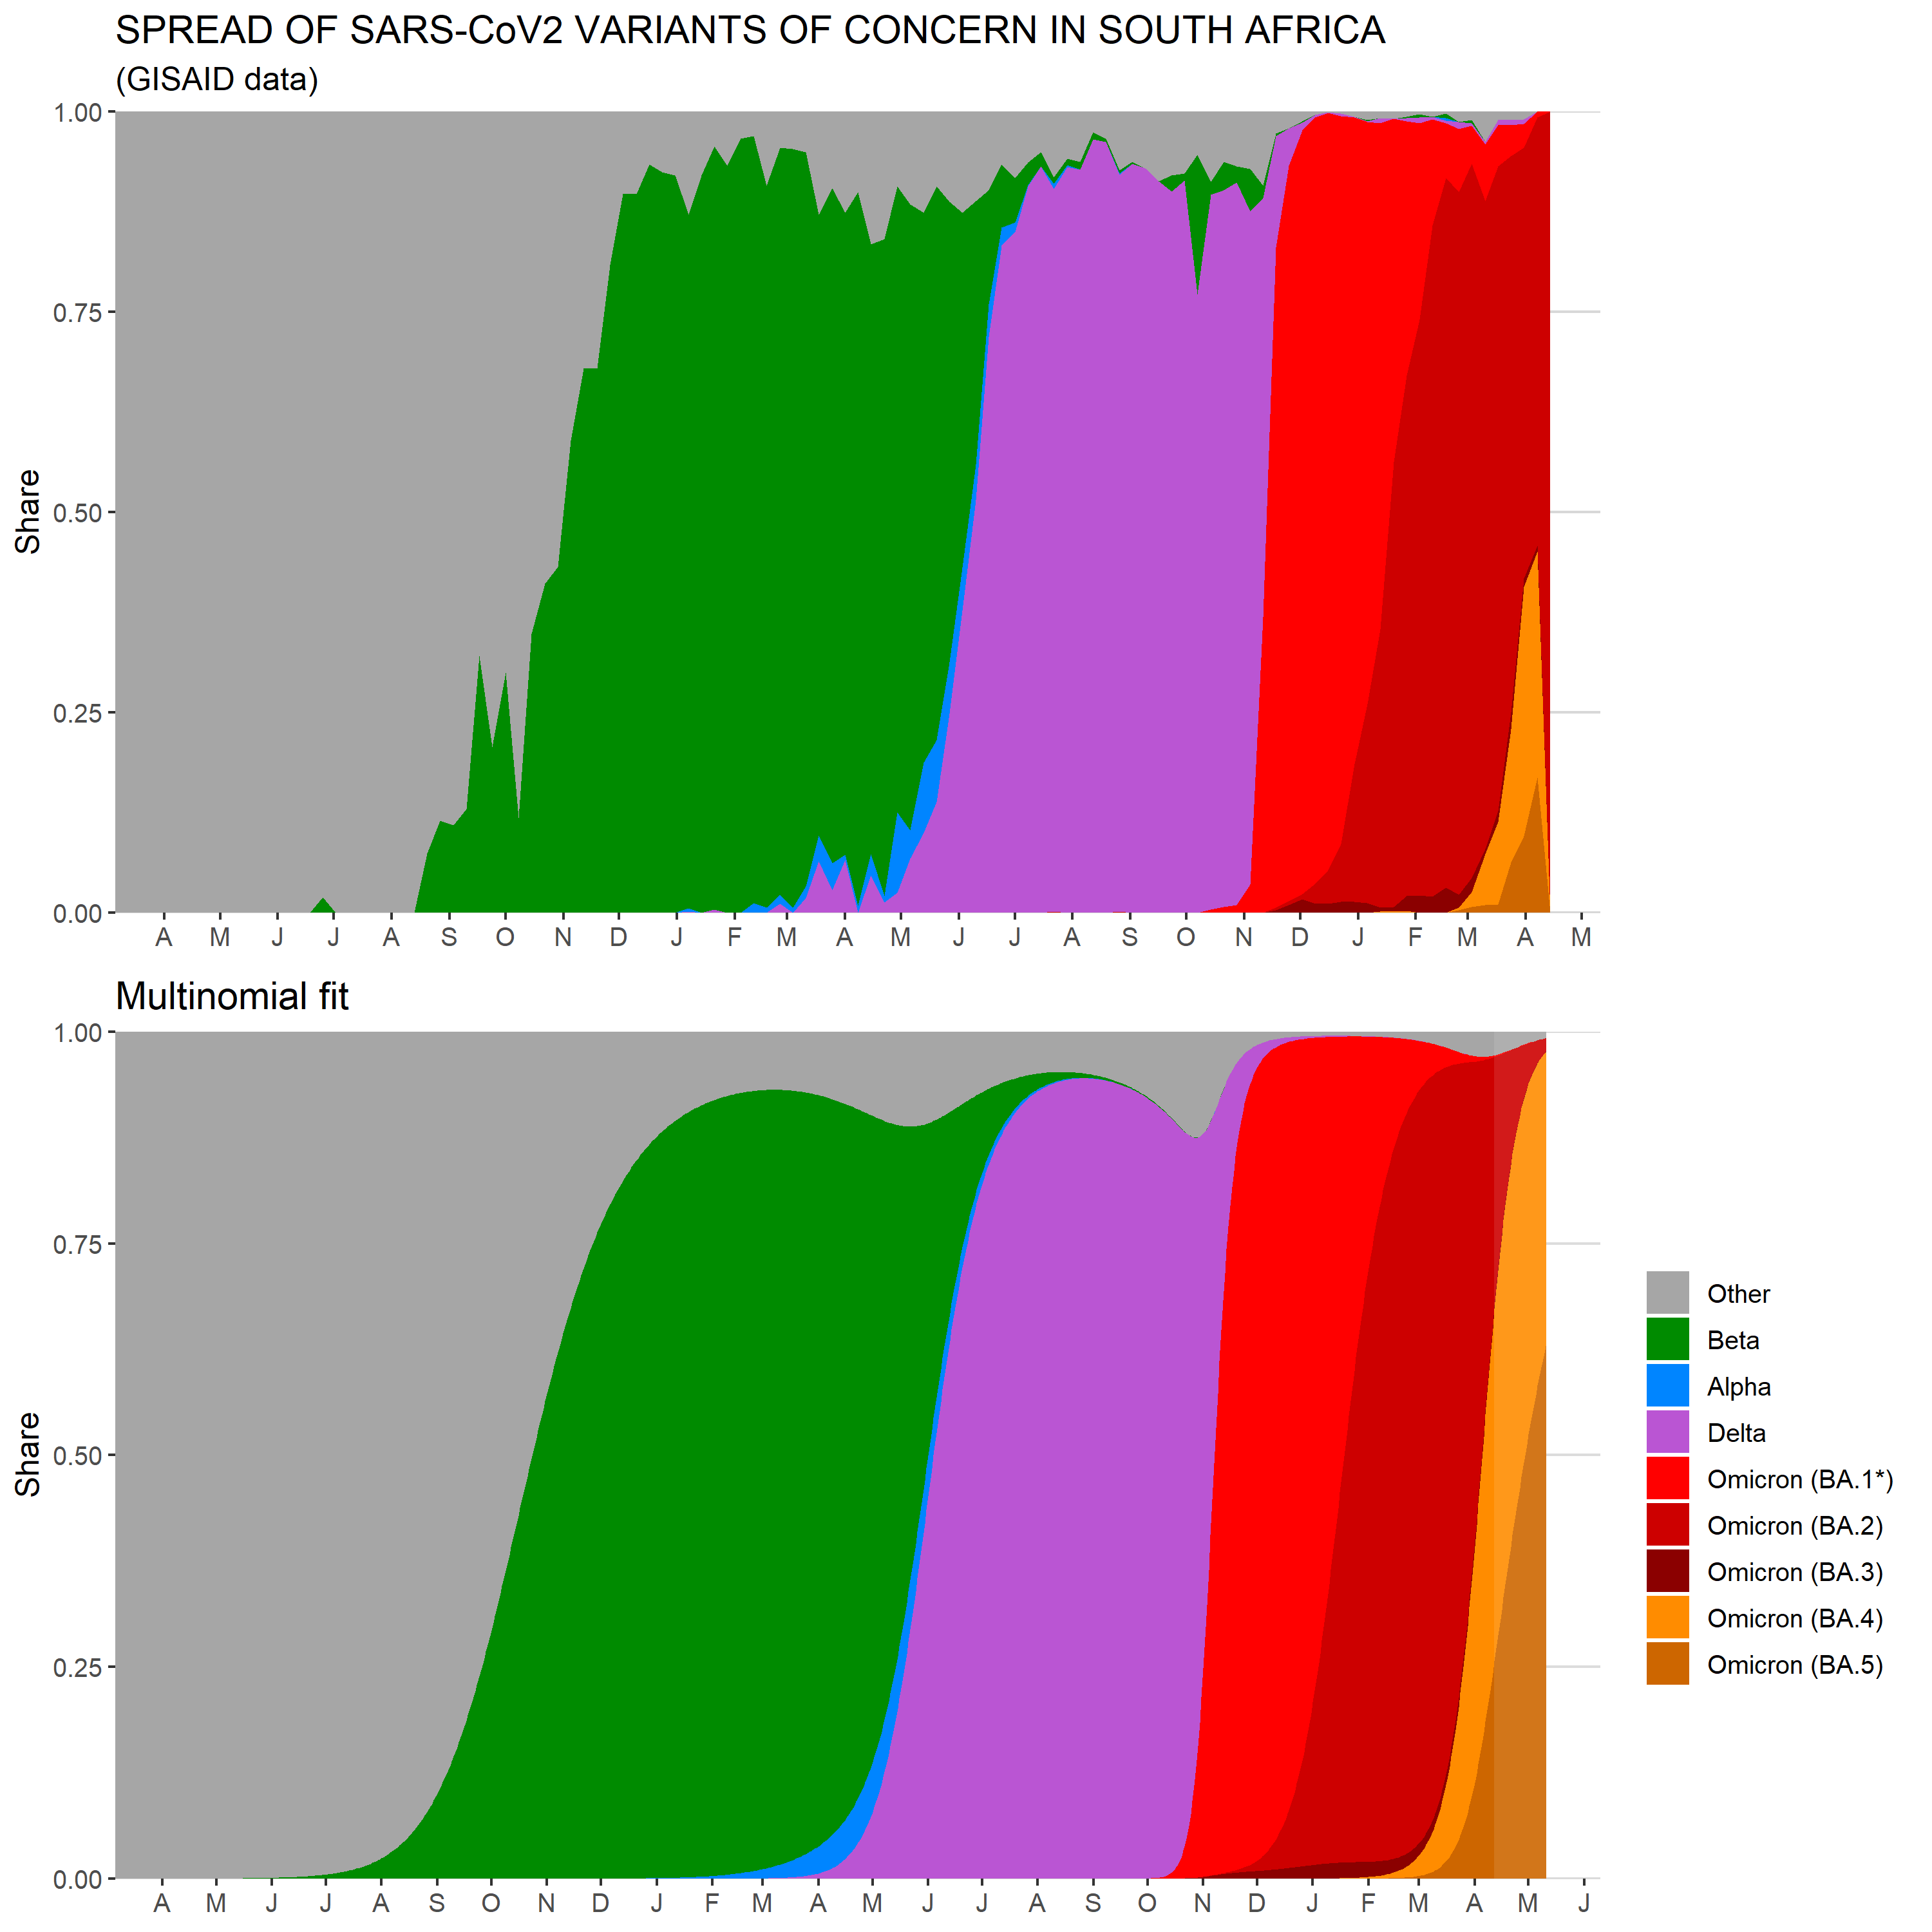 SPREAD OF SARS-CoV2 VARIANTS OF CONCERN IN SOUTH AFRICA
(GISAID data)
1.00
0.75
0.50
0.25
0.00
Share
A M J J A S O N D J F M A M J J A S O N D J F M A M
Multinomial fit
1.00
0.75
0.50
0.25
0.00
Share
A M J J A S O N D J F M A M J J A S O N D J F M A M J
Other
Beta
Alpha
Delta
Omicron (BA.1*)
Omicron (BA.2)
Omicron (BA.3)
Omicron (BA.4)
Omicron (BA.5)